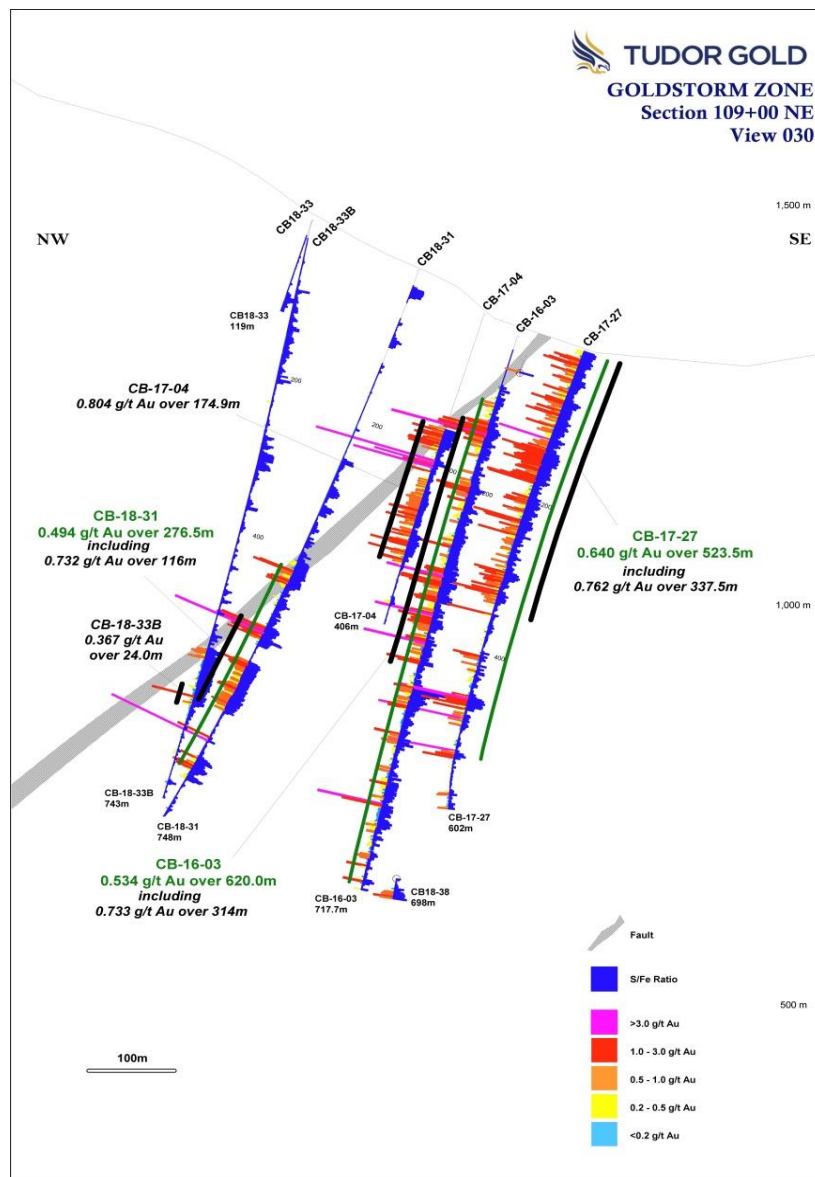 TUDOR GOLD
GOLDSTORM ZONE
Section 109+00 NE
View 030
1,500 m
NW
SE
CB18-33
CB18-33B
CB18-31
CB-17-04
CB-16-03
CB-17-27
CB18-33
119m
200
CB-17-04
0.804 g/t Au over 174.9m
200
200
200
400
CB-18-31
0.494 g/t Au over 276.5m
including
0.732 g/t Au over 116m
CB-17-27
0.640 g/t Au over 523.5m
including
0.762 g/t Au over 337.5m
1,000 m
CB-17-04
406m
CB-18-33B
0.367 g/t Au
over 24.0m
400
CB-18-33B
743m
CB-18-31
748m
CB-17-27
602m
CB-16-03
0.534 g/t Au over 620.0m
including
0.733 g/t Au over 314m
CB-16-03
717.7m
CB18-38
698m
Fault
S/Fe Ratio
500 m
>3.0 g/t Au
1.0 - 3.0 g/t Au
0.5 - 1.0 g/t Au
0.2 - 0.5 g/t Au
<0.2 g/t Au
100m